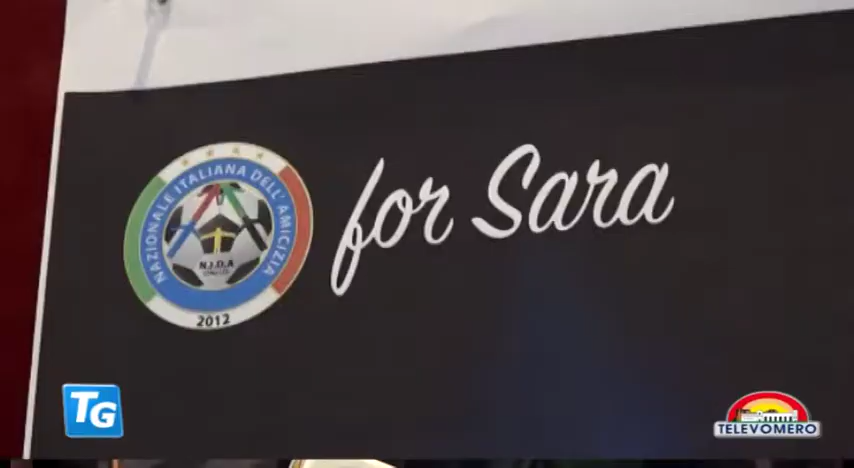 NAZIONALE ITALIANA DELL' AMICIZIA
N.I.D.A
2012
for Sara
TG
TELEVOMERO